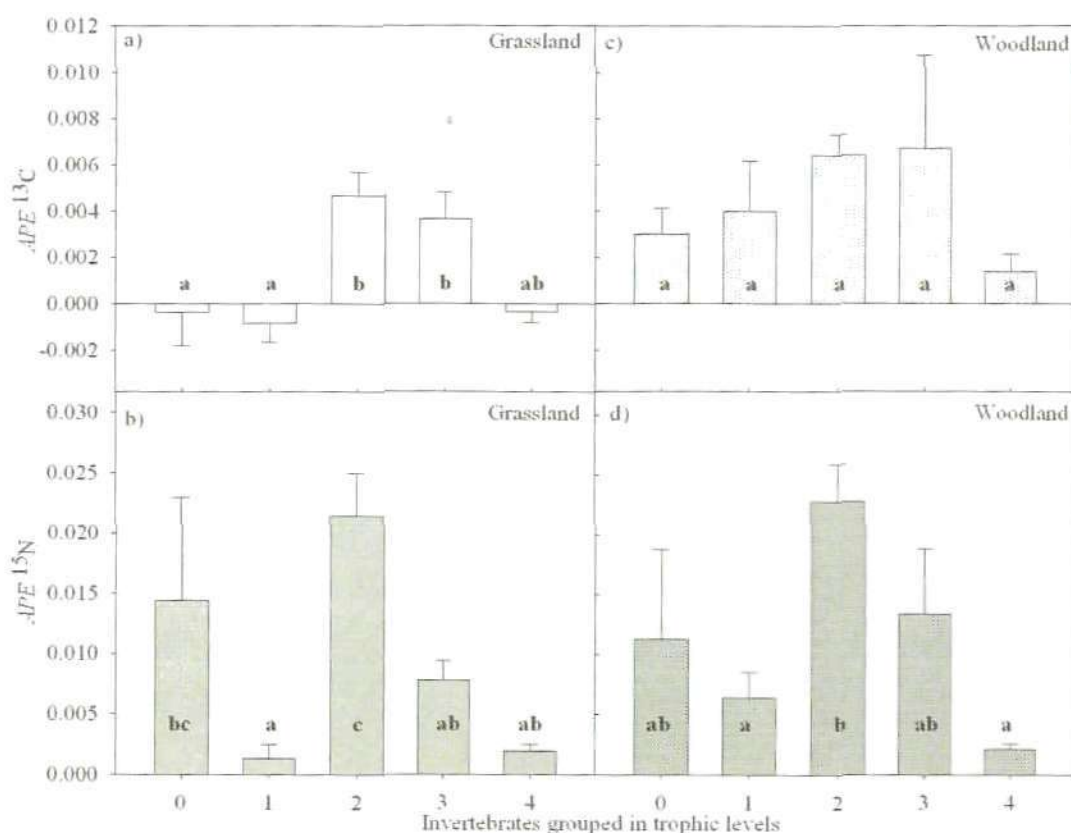 a) Grassland
0.012
0.010
0.008
0.006
0.004
0.002
0.000
-0.002
APE 13C
a a b b ab
c) Woodland
a a a a a
b) Grassland
0.030
0.025
0.020
0.015
0.010
0.005
0.000
APE 15N
bc a c ab ab
d) Woodland
ab a b ab a
0 1 2 3 4 0 1 2 3 4
Invertebrates grouped in trophic levels